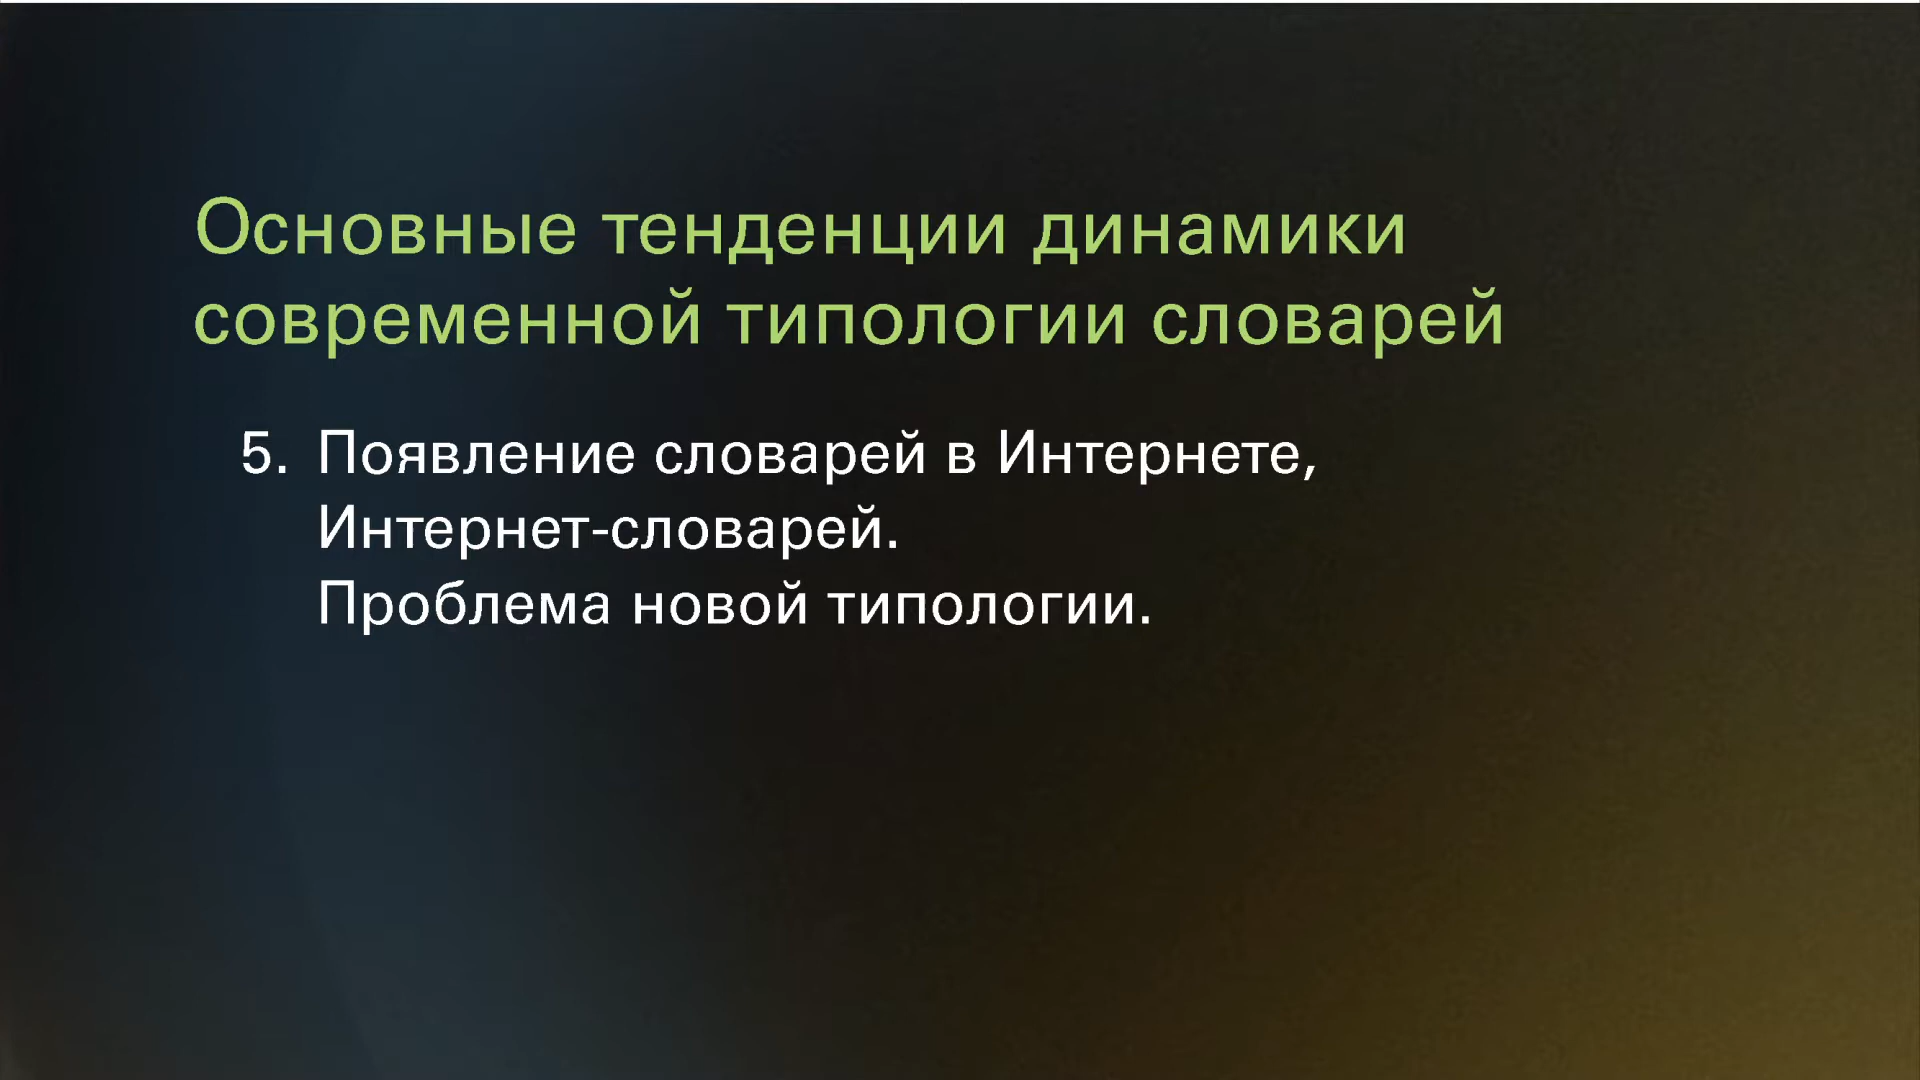 Основные тенденции динамики
современной типологии словарей
5. Появление словарей в Интернете,
Интернет-словарей.
Проблема новой типологии.